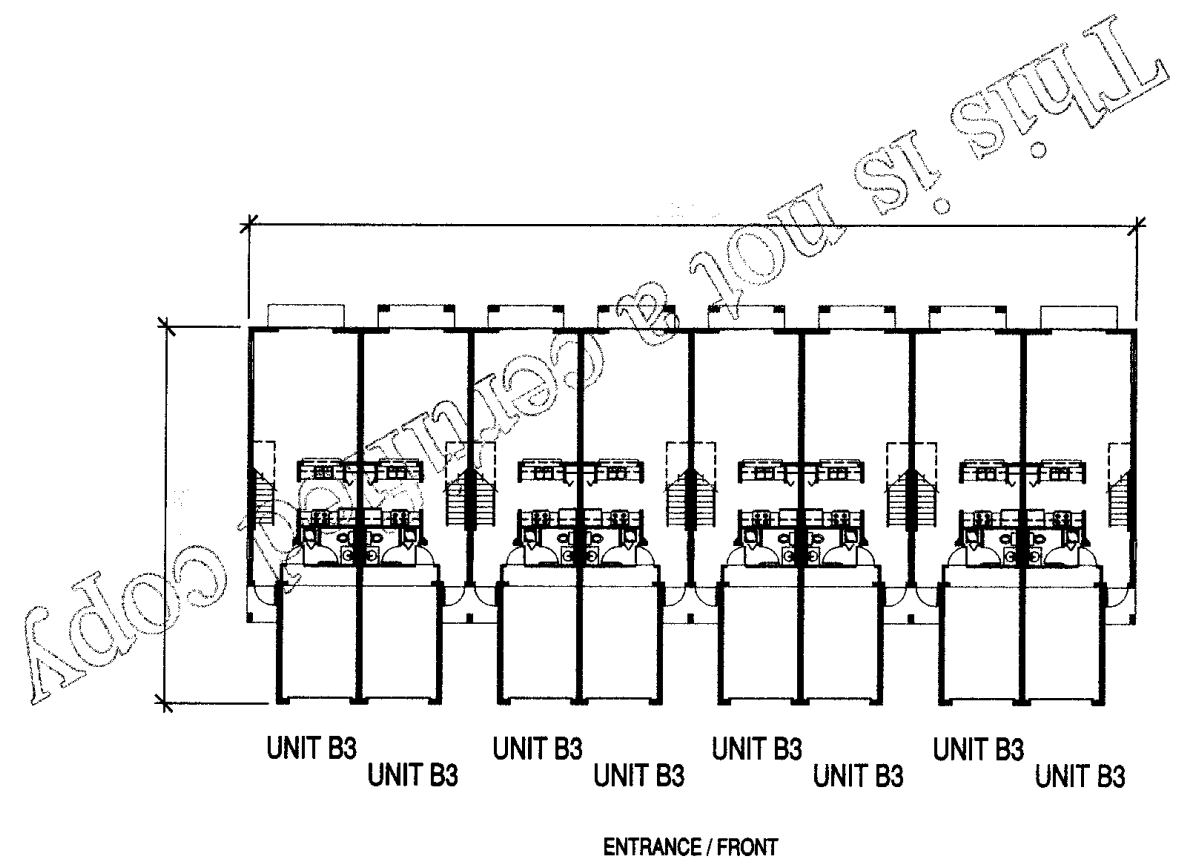 This is not a certified copy
UNIT B3 UNIT B3 UNIT B3 UNIT B3
UNIT B3 UNIT B3 UNIT B3 UNIT B3
ENTRANCE / FRONT